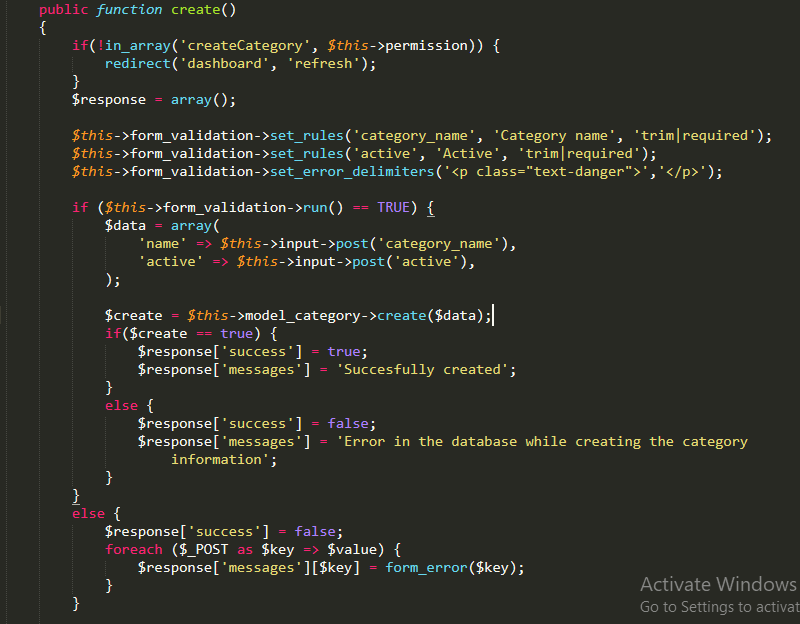 public function create()
{
if(!in_array('createCategory', $this->permission)) {
redirect('dashboard', 'refresh');
}
$response = array();
$this->form_validation->set_rules('category_name', 'Category name', 'trim|required');
$this->form_validation->set_rules('active', 'Active', 'trim|required');
$this->form_validation->set_error_delimiters('<p class="text-danger">','</p>');
if ($this->form_validation->run() == TRUE) {
$data = array(
'name' => $this->input->post('category_name'),
'active' => $this->input->post('active'),
);
$create = $this->model_category->create($data);
if($create == true) {
$response['success'] = true;
$response['messages'] = 'Succesfully created';
}
else {
$response['success'] = false;
$response['messages'] = 'Error in the database while creating the category
information';
}
}
else {
$response['success'] = false;
foreach ($_POST as $key => $value) {
$response['messages'][$key] = form_error($key);
}
}
Activate Windows
Go to Settings to activat